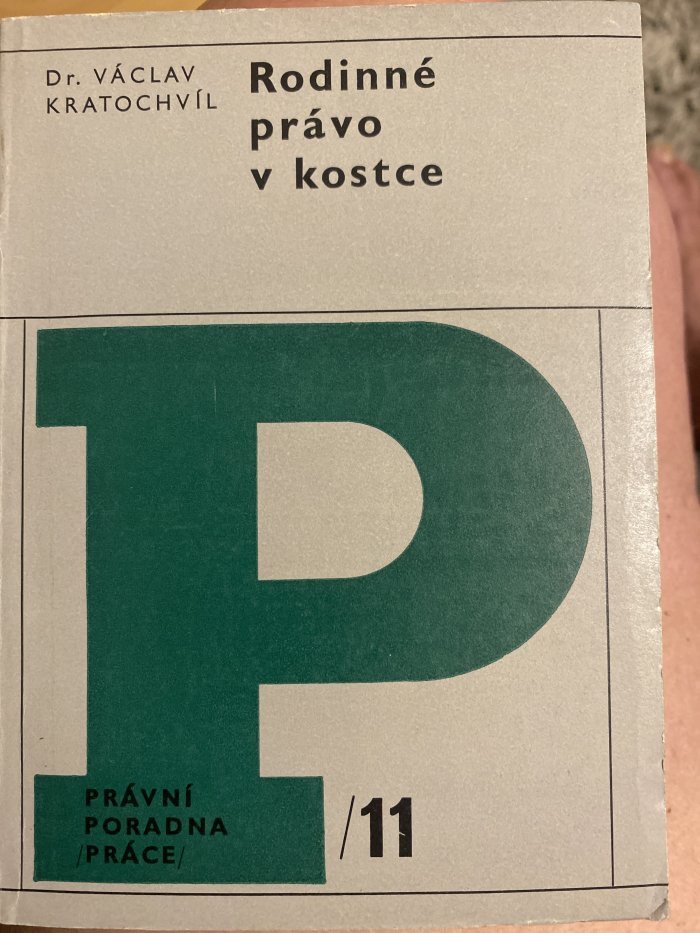 Dr. VÁCLAV
KRATOCHVÍL
Rodinné
právo
v kostce
P
PRÁVNÍ
PORADNA
/PRÁCE/
/11